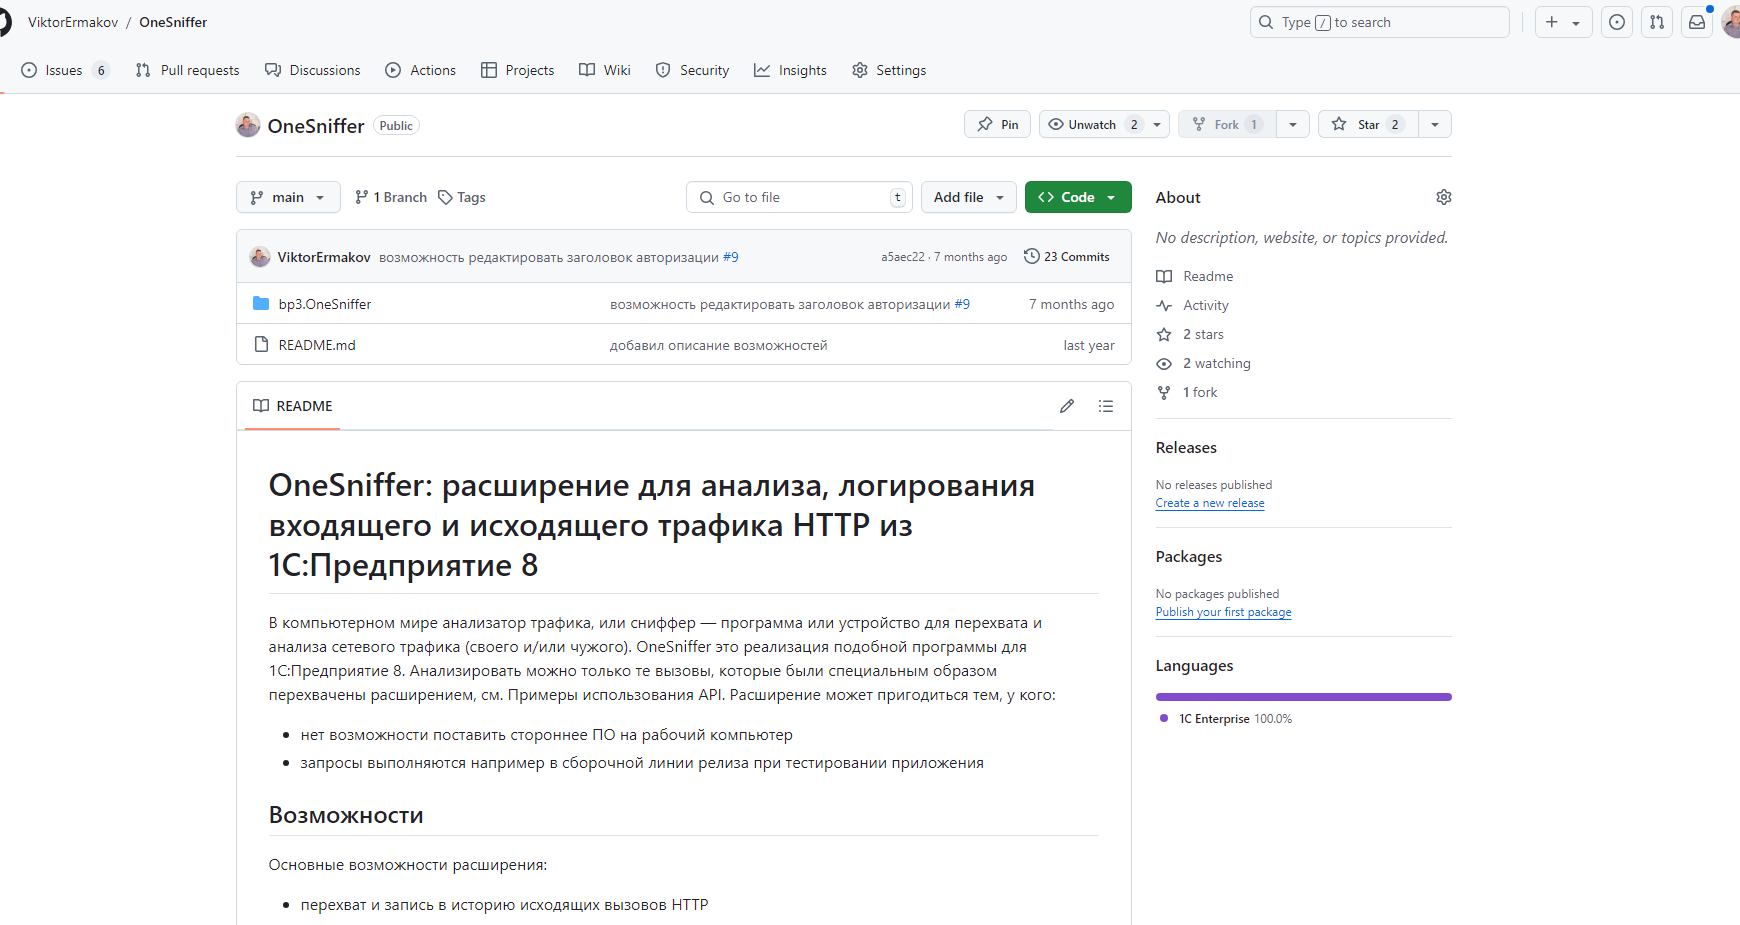 ViktorErmakov / OneSniffer
Type / to search
Issues 6 Pull requests Discussions Actions Projects Wiki Security Insights Settings
OneSniffer Public
Pin Unwatch 2 Fork 1 Star 2
main 1 Branch Tags Go to file t Add file Code
ViktorErmakov возможность редактировать заголовок авторизации #9 a5aec22 · 7 months ago 23 Commits
bp3.OneSniffer возможность редактировать заголовок авторизации #9 7 months ago
README.md добавил описание возможностей last year
README
OneSniffer: расширение для анализа, логирования
входящего и исходящего трафика HTTP из
1С:Предприятие 8
В компьютерном мире анализатор трафика, или сниффер — программа или устройство для перехвата и
анализа сетевого трафика (своего и/или чужого). OneSniffer это реализация подобной программы для
1С:Предприятие 8. Анализировать можно только те вызовы, которые были специальным образом
перехвачены расширением, см. Примеры использования API. Расширение может пригодиться тем, у кого:
нет возможности поставить стороннее ПО на рабочий компьютер
запросы выполняются например в сборочной линии релиза при тестировании приложения
Возможности
Основные возможности расширения:
перехват и запись в историю исходящих вызовов HTTP
About
No description, website, or topics provided.
Readme
Activity
2 stars
2 watching
1 fork
Releases
No releases published
Create a new release
Packages
No packages published
Publish your first package
Languages
1C Enterprise 100.0%